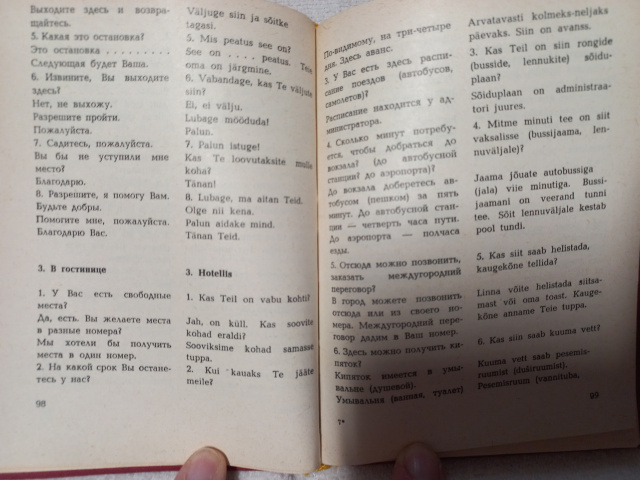 Выходите здесь и возвра-
щайтесь.
5. Какая это остановка?
Это остановка . . . . . . . . .
Следующая будет Ваша.
6. Извините, Вы выходите
здесь?
Нет, не выхожу.
Разрешите пройти.
Пожалуйста.
7. Садитесь, пожалуйста.
Вы бы не уступили мне
место?
Благодарю.
8. Разрешите, я помогу Вам.
Будьте добры.
Помогите мне, пожалуйста.
Благодарю Вас.
3. В гостинице
1. У Вас есть свободные
места?
Да, есть. Вы желаете места
в разные номера?
Мы хотели бы получить
места в один номер.
2. На какой срок Вы остане-
тесь у нас?
98
Väljuge siin ja sõitke
tagasi.
5. Mis peatus see on?
See on . . . . peatus. Teie
oma on järgmine.
6. Vabandage, kas Te väljute
siin?
Ei, ei välju.
Lubage mööduda!
Palun.
7. Palun istuge!
Kas Te loovutaksite mulle
koha?
Tänan!
8. Lubage, ma aitan Teid.
Olge nii kena.
Palun aidake mind.
Tänan Teid.
3. Hotellis
1. Kas Teil on vabu kohti?
Jah, on küll. Kas soovite
kohad eraldi?
Sooviksime kohad samasse
tuppa.
2. Kui kauaks Te jääte
meile?
По-видимому, на три-четыре
дня. Здесь аванс.
3. У Вас есть здесь распи-
сание поездов (автобусов,
самолетов)?
Расписание находится у ад-
министратора.
4. Сколько минут потребу-
ется, чтобы добраться до
вокзала? (до автобусной
станции? до аэропорта)?
До вокзала доберетесь ав-
тобусом (пешком) за пять
минут. До автобусной стан-
ции — четверть часа пути.
До аэропорта — полчаса
езды.
5. Отсюда можно позвонить,
заказать междугородний
переговор?
В город можете позвонить
отсюда или из своего но-
мера. Междугородний пере-
говор дадим в Ваш номер.
6. Здесь можно получить ки-
пяток?
Кипяток имеется в умы-
вальне (душевой).
Умывальна (ванная, туалет)
7*
Arvatavasti kolmeks-neljaks
päevaks. Siin on avanss.
3. Kas Teil on siin rongide
(busside, lennukite) sõidu-
plaan?
Sõiduplaan on administraa-
tori juures.
4. Mitme minuti tee on siit
vaksalisse (bussijaama, len-
nuväljale)?
Jaama jõuate autobussiga
(jala) viie minutiga. Bussi-
jaamani on veerand tunni
tee. Sõit lennuväljale kestab
pool tundi.
5. Kas siit saab helistada,
kaugekõne tellida?
Linna võite helistada siitsa-
mast või oma toast. Kauge-
kõne anname Teie tuppa.
6. Kas siin saab kuuma vett?
Kuuma vett saab pesemis-
ruumist (duširuumist).
Pesemisruum (vannituba,
99